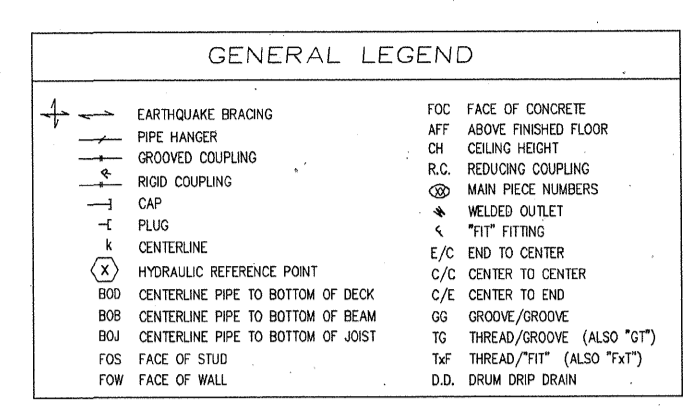 GENERAL LEGEND
EARTHQUAKE BRACING
PIPE HANGER
GROOVED COUPLING
R RIGID COUPLING
CAP
PLUG
k CENTERLINE
X HYDRAULIC REFERENCE POINT
BOD CENTERLINE PIPE TO BOTTOM OF DECK
BOB CENTERLINE PIPE TO BOTTOM OF BEAM
BOJ CENTERLINE PIPE TO BOTTOM OF JOIST
FOS FACE OF STUD
FOW FACE OF WALL
FOC FACE OF CONCRETE
AFF ABOVE FINISHED FLOOR
CH CEILING HEIGHT
R.C. REDUCING COUPLING
XX MAIN PIECE NUMBERS
WELDED OUTLET
"FIT" FITTING
E/C END TO CENTER
C/C CENTER TO CENTER
C/E CENTER TO END
GG GROOVE/GROOVE
TG THREAD/GROOVE (ALSO "GT")
TxF THREAD/"FIT" (ALSO "FxT")
D.D. DRUM DRIP DRAIN